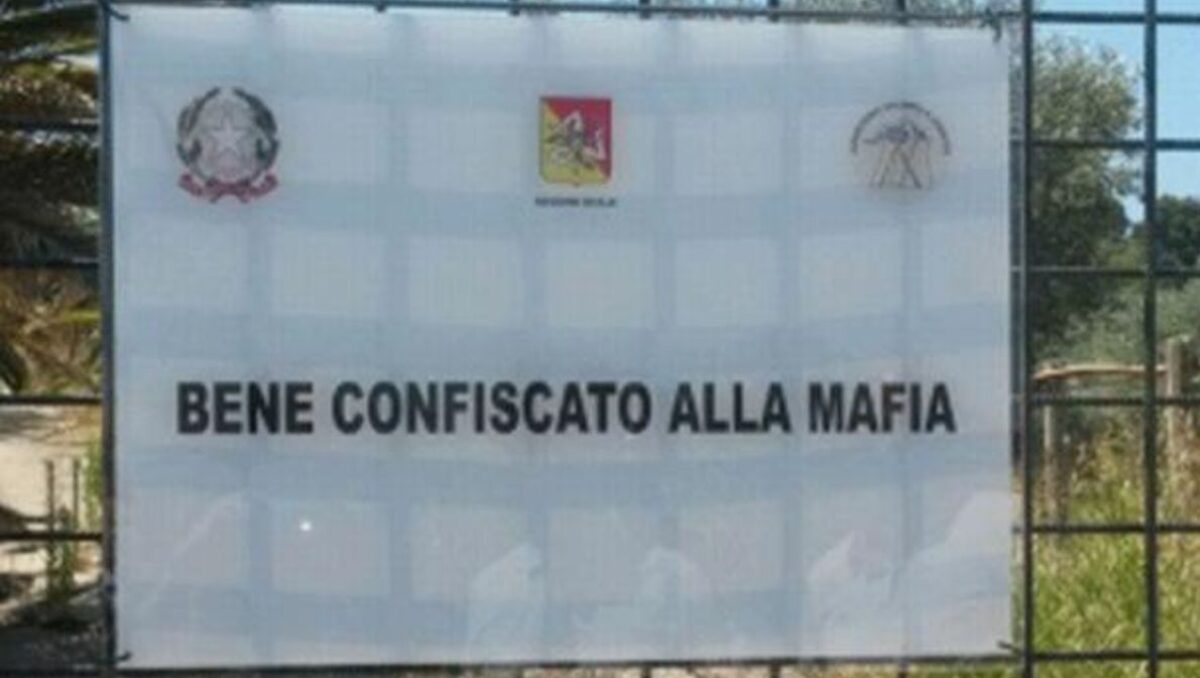 BENE CONFISCATO ALLA MAFIA